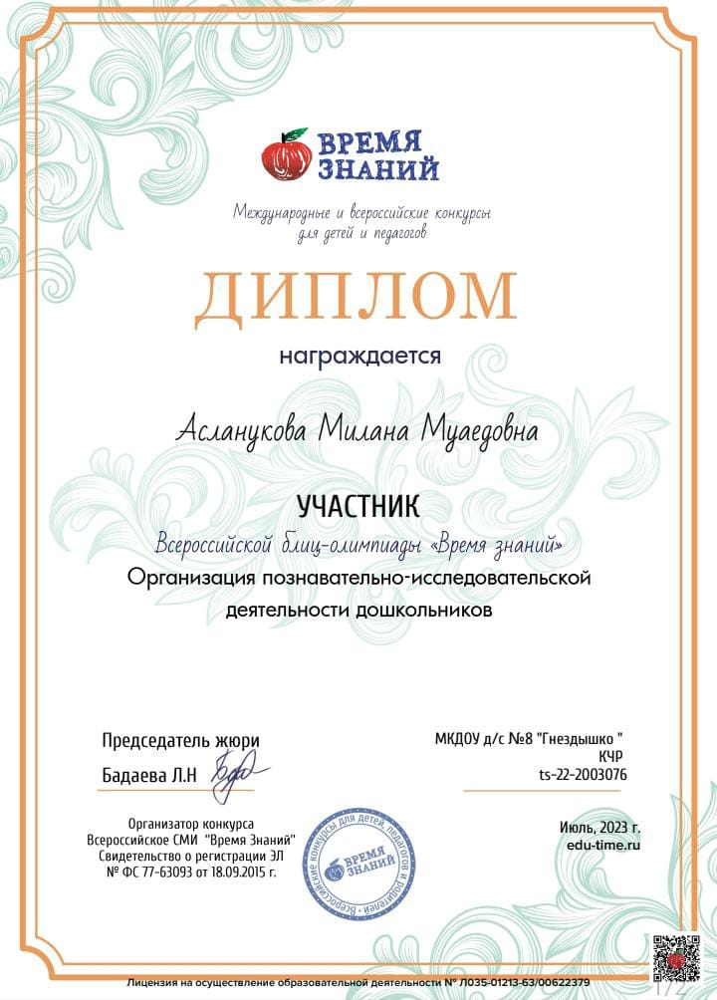 ВРЕМЯ
ЗНАНИЙ
Международные и всероссийские конкурсы
для детей и педагогов
ДИПЛОМ
награждается
Асланукова Милана Муаедовна
УЧАСТНИК
Всероссийской блиц-олимпиады «Время знаний»
Организация познавательно-исследовательской
деятельности дошкольников
Председатель жюри
Бадаева Л.Н
МКДОУ д/с №8 "Гнездышко "
КЧР
ts-22-2003076
Организатор конкурса
Всероссийское СМИ "Время Знаний"
Свидетельство о регистрации ЭЛ
№ ФС 77-63093 от 18.09.2015 г.
Всероссийские конкурсы для детей, педагогов и родителей
ВРЕМЯ
ЗНАНИЙ
Июль, 2023 г.
edu-time.ru
Лицензия на осуществление образовательной деятельности № Л035-01213-63/00622379
1/2